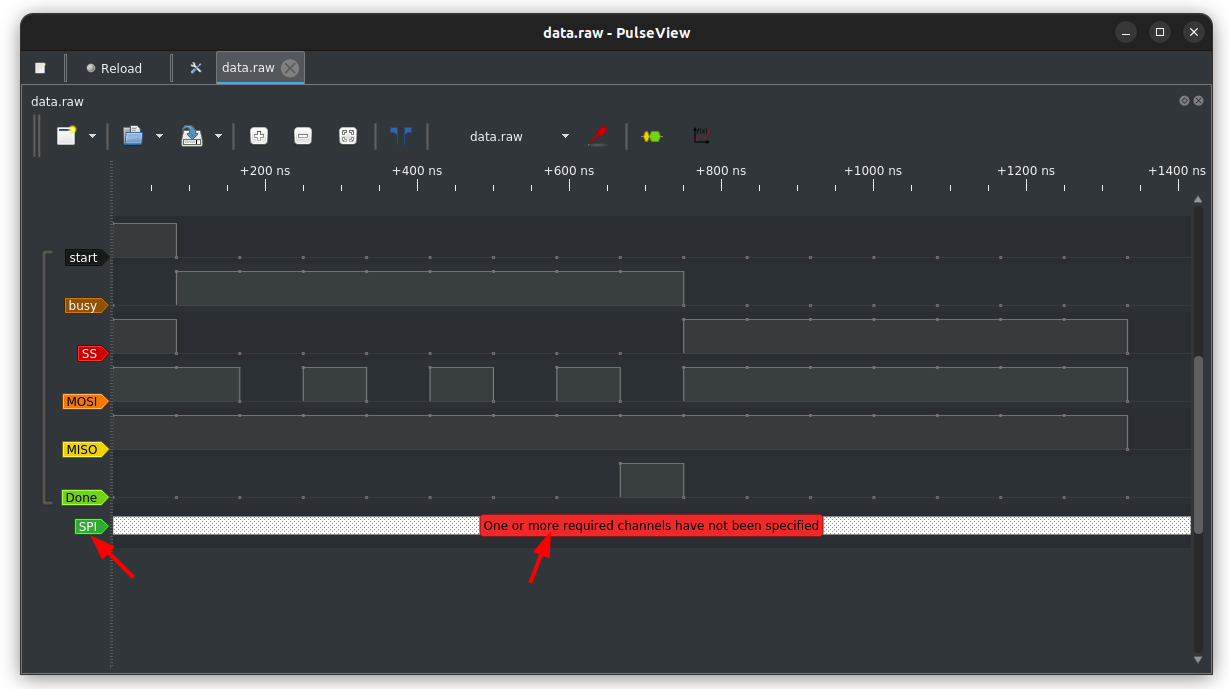 data.raw - PulseView
Reload
data.raw
data.raw
data.raw
+200 ns +400 ns +600 ns +800 ns +1000 ns +1200 ns +1400 ns
start
busy
SS
MOSI
MISO
Done
SPI One or more required channels have not been specified